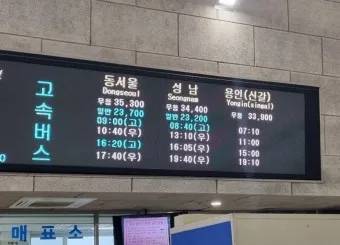 고속버스
동서울 성 남 용인(신갈)
Dongseoul Seongnam Yongin(singal)
우등 35,300 우등 34,400 우등 33,900
일반 23,700 일반 23,200
09:00(고) 08:40(고) 07:10
10:40(우) 13:10(우) 11:00
16:20(고) 16:05(우) 15:00
17:40(우) 19:40(우) 19:00
매표소